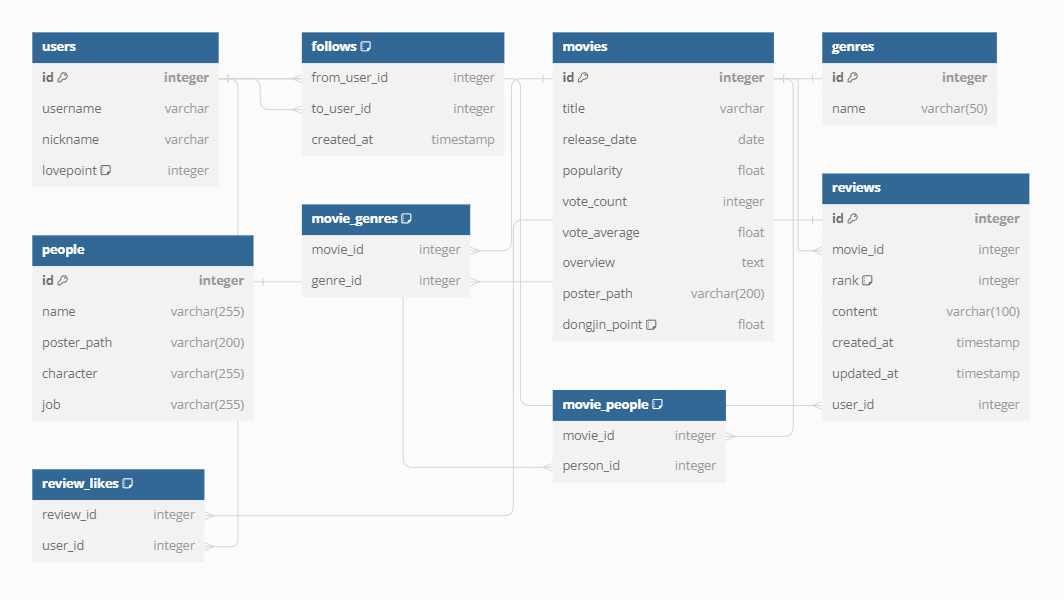 users
id integer
username varchar
nickname varchar
lovepoint integer
follows
from_user_id integer
to_user_id integer
created_at timestamp
movies
id integer
title varchar
release_date date
popularity float
vote_count integer
vote_average float
overview text
poster_path varchar(200)
dongjin_point float
genres
id integer
name varchar(50)
movie_genres
movie_id integer
genre_id integer
reviews
id integer
movie_id integer
rank integer
content varchar(100)
created_at timestamp
updated_at timestamp
user_id integer
people
id integer
name varchar(255)
poster_path varchar(200)
character varchar(255)
job varchar(255)
movie_people
movie_id integer
person_id integer
review_likes
review_id integer
user_id integer